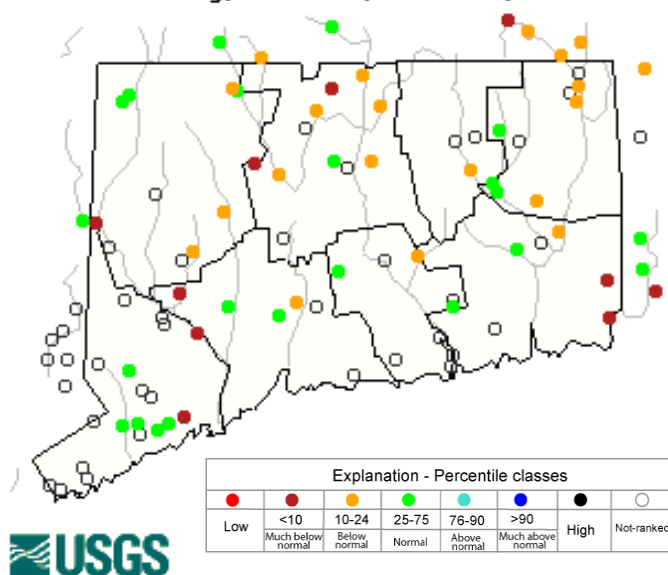 Explanation - Percentile classes
Low <10 10-24 25-75 76-90 >90 High Not-ranked
Much below normal Below normal Normal Above normal Much above normal
USGS